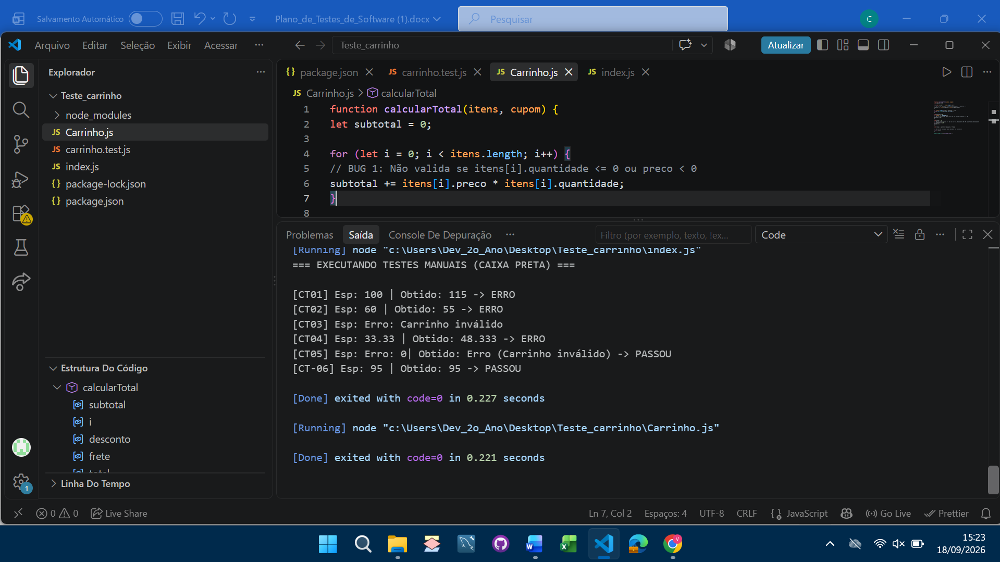 Salvamento Automático
Plano_de_Testes_de_Software (1).docx
Pesquisar
C
Arquivo Editar Seleção Exibir Acessar ...
Teste_carrinho
Atualizar
Explorador
Teste_carrinho
node_modules
JS Carrinho.js
JS carrinho.test.js
JS index.js
{} package-lock.json
{} package.json
Estrutura Do Código
calcularTotal
subtotal
i
desconto
frete
total
Linha Do Tempo
{} package.json
JS carrinho.test.js
JS Carrinho.js
JS index.js
JS Carrinho.js > calcularTotal
1 function calcularTotal(itens, cupom) {
2 let subtotal = 0;
3
4 for (let i = 0; i < itens.length; i++) {
5 // BUG 1: Não valida se itens[i].quantidade <= 0 ou preco < 0
6 subtotal += itens[i].preco * itens[i].quantidade;
7 }
8
Problemas Saída Console De Depuração ...
Filtro (por exemplo, texto, !ex...
Code
[Running] node "c:\Users\Dev_2o_Ano\Desktop\Teste_carrinho\index.js"
=== EXECUTANDO TESTES MANUAIS (CAIXA PRETA) ===
[CT01] Esp: 100 | Obtido: 115 -> ERRO
[CT02] Esp: 60 | Obtido: 55 -> ERRO
[CT03] Esp: Erro: Carrinho inválido
[CT04] Esp: 33.33 | Obtido: 48.333 -> ERRO
[CT05] Esp: Erro: 0| Obtido: Erro (Carrinho inválido) -> PASSOU
[CT-06] Esp: 95 | Obtido: 95 -> PASSOU
[Done] exited with code=0 in 0.227 seconds
[Running] node "c:\Users\Dev_2o_Ano\Desktop\Teste_carrinho\Carrinho.js"
[Done] exited with code=0 in 0.221 seconds
1
0 0 Live Share
Ln 7, Col 2 Espaços: 4 UTF-8 CRLF {} JavaScript Go Live Prettier
15:23
18/09/2026